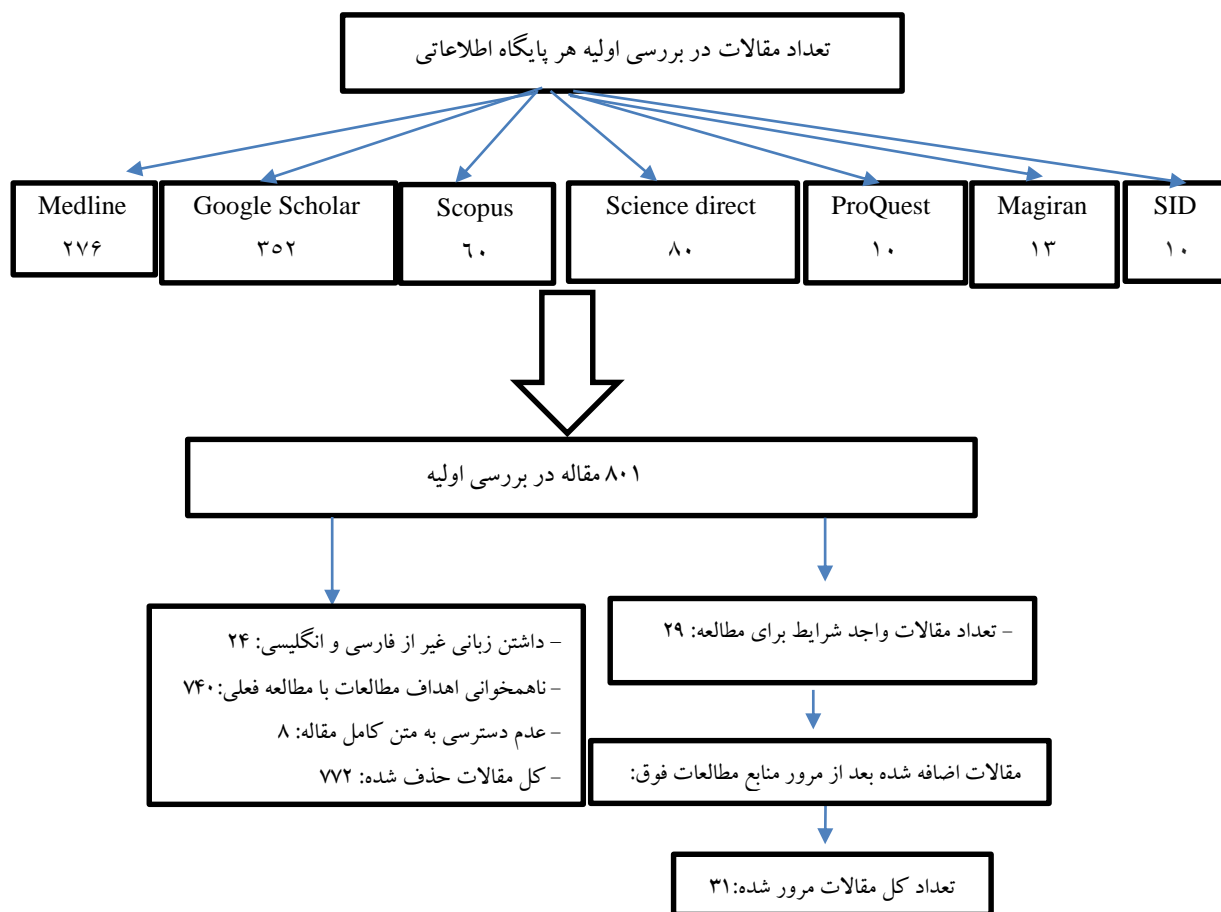 تعداد مقالات در بررسی اولیه هر پایگاه اطلاعاتی
Medline
۲۷۶
Google Scholar
۳۵۲
Scopus
٦۰
Science direct
۸۰
ProQuest
۱۰
Magiran
۱۳
SID
۱۰
۸۰۱ مقاله در بررسی اولیه
- تعداد مقالات واجد شرایط برای مطالعه: ۲۹
مقالات اضافه شده بعد از مرور منابع مطالعات فوق:
تعداد کل مقالات مرور شده:۳۱
- داشتن زبانی غیر از فارسی و انگلیسی: ۲۴
- ناهمخوانی اهداف مطالعات با مطالعه فعلی:۷۴۰
- عدم دسترسی به متن کامل مقاله: ۸
- کل مقالات حذف شده: ۷۷۲